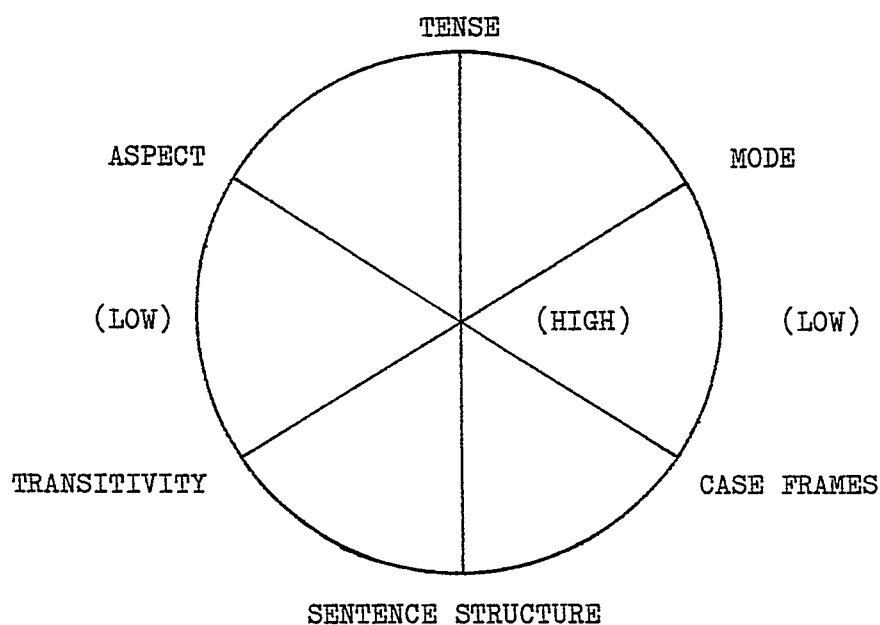 TENSE
ASPECT
MODE
(LOW)
(HIGH)
(LOW)
TRANSITIVITY
CASE FRAMES
SENTENCE STRUCTURE